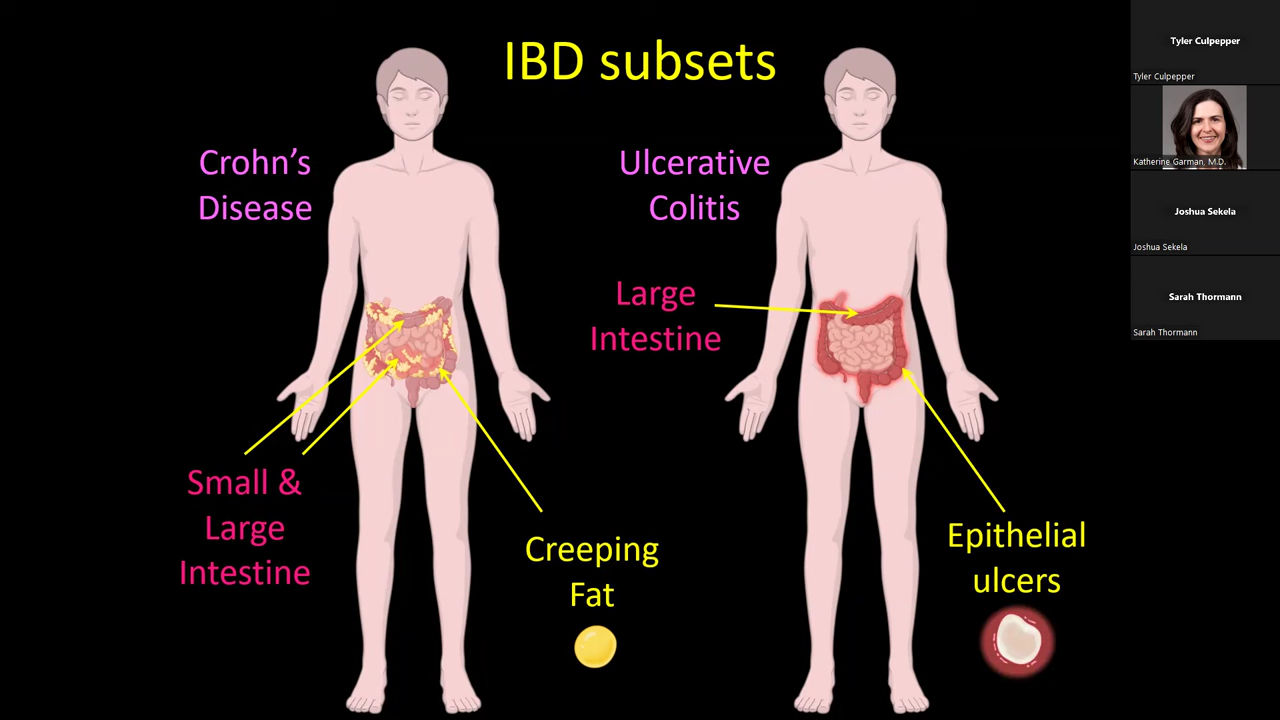 IBD subsets
Crohn's
Disease
Ulcerative
Colitis
Large
Intestine
Small &
Large
Intestine
Creeping
Fat
Epithelial
ulcers
Tyler Culpepper
Tyler Culpepper
Katherine Garman, M.D.
Joshua Sekela
Joshua Sekela
Sarah Thormann
Sarah Thormann